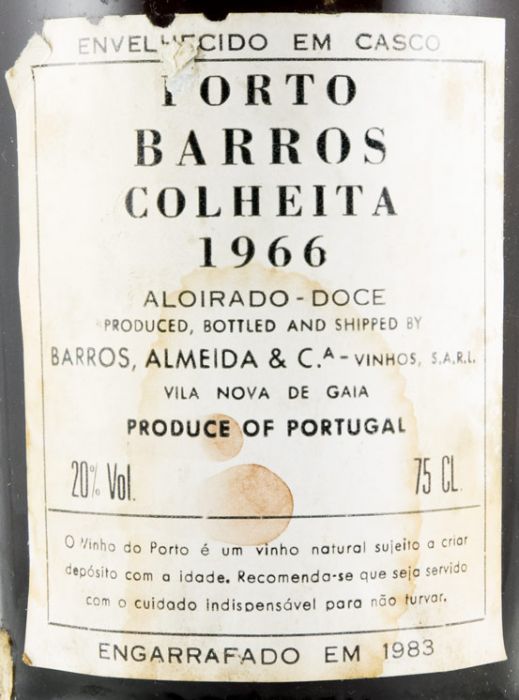 ENVELHECIDO EM CASCO
PORTO
BARROS
COLHEITA
1966
ALOIRADO-DOCE
PRODUCED, BOTTLED AND SHIPPED BY
BARROS, ALMEIDA & C.ª - VINHOS, S.A.R.L.
VILA NOVA DE GAIA
PRODUCE OF PORTUGAL
20% Vol. 75 CL.
O Vinho do Porto é um vinho natural sujeito a criar
depósito com a idade. Recomenda-se que seja servido
com o cuidado indispensável para não turvar.
ENGARRAFADO EM 1983